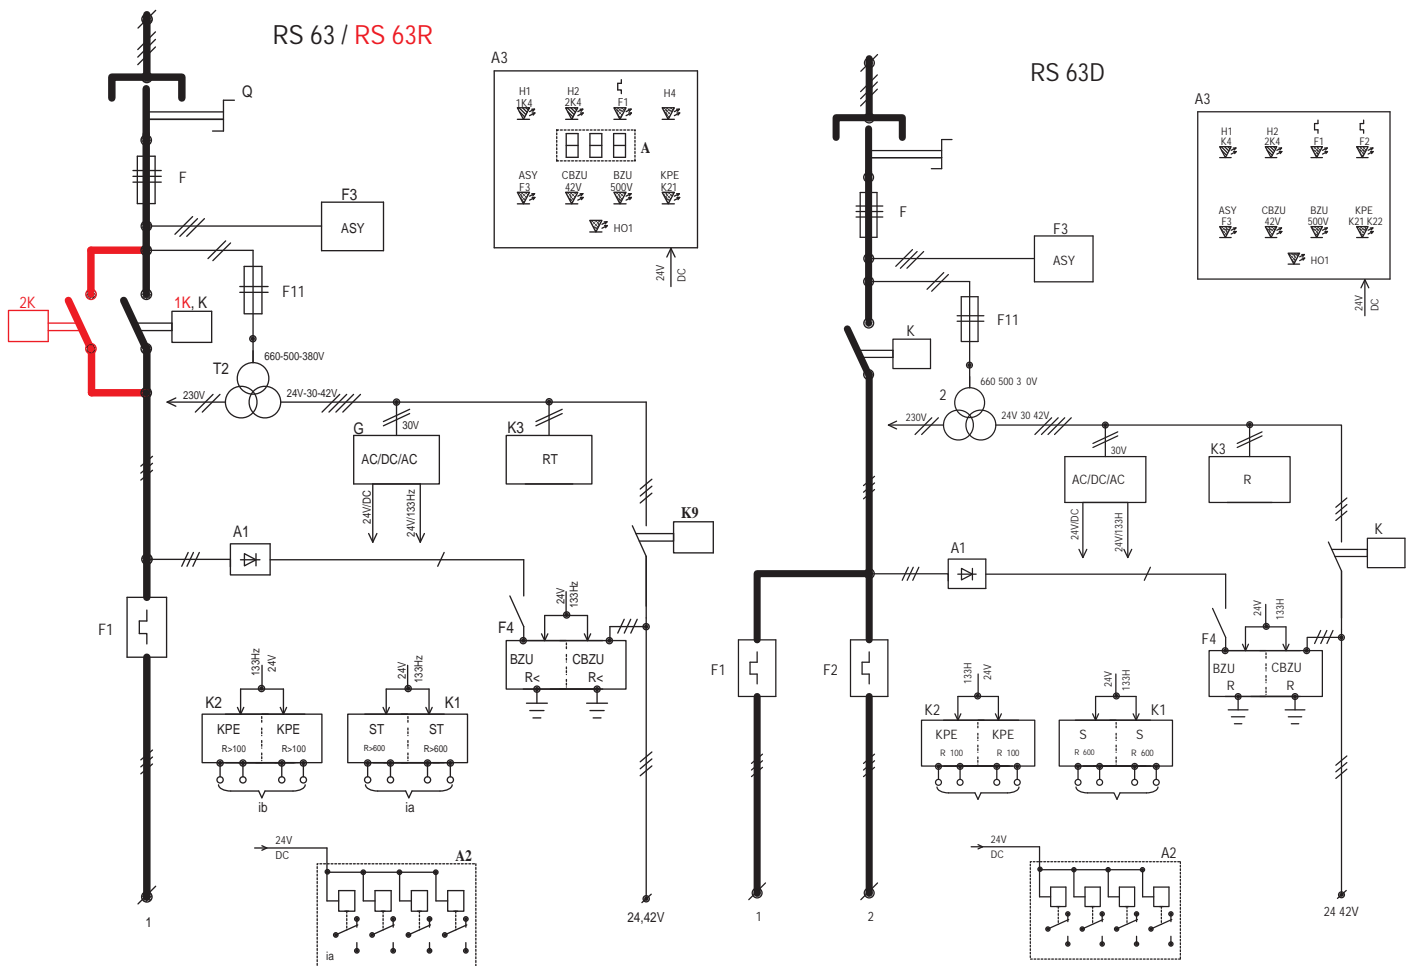 RS 63 / RS 63R
Q
F
F3
ASY
2K
1K, K
F11
660-500-380V
T2
230V
24V-30-42V
G
30V
AC/DC/AC
24V/DC
24V/133Hz
K3
RT
K9
A1
F1
F4
24V
133Hz
BZU
CBZU
R<
R<
133Hz
24V
K2
KPE
KPE
R>100
R>100
ib
24V
133Hz
K1
ST
ST
R>600
R>600
ia
24V
DC
A2
ia
1
24,42V
A3
H1
1K4
H2
2K4
F1
H4
A
ASY
F3
CBZU
42V
BZU
500V
KPE
K21
HO1
24V
DC
RS 63D
F
F3
ASY
F11
K
660 500 3 0V
2
230V
24V 30 42V
30V
AC/DC/AC
24V/DC
24V/133H
K3
R
K
A1
F1
F2
F4
24V
133H
BZU
CBZU
R
R
133H
24V
K2
KPE
KPE
R 100
R 100
24V
133H
K1
S
S
R 600
R 600
24V
DC
A2
1
2
24 42V
A3
H1
K4
H2
2K4
F1
F2
ASY
F3
CBZU
42V
BZU
500V
KPE
K21 K22
HO1
24V
DC